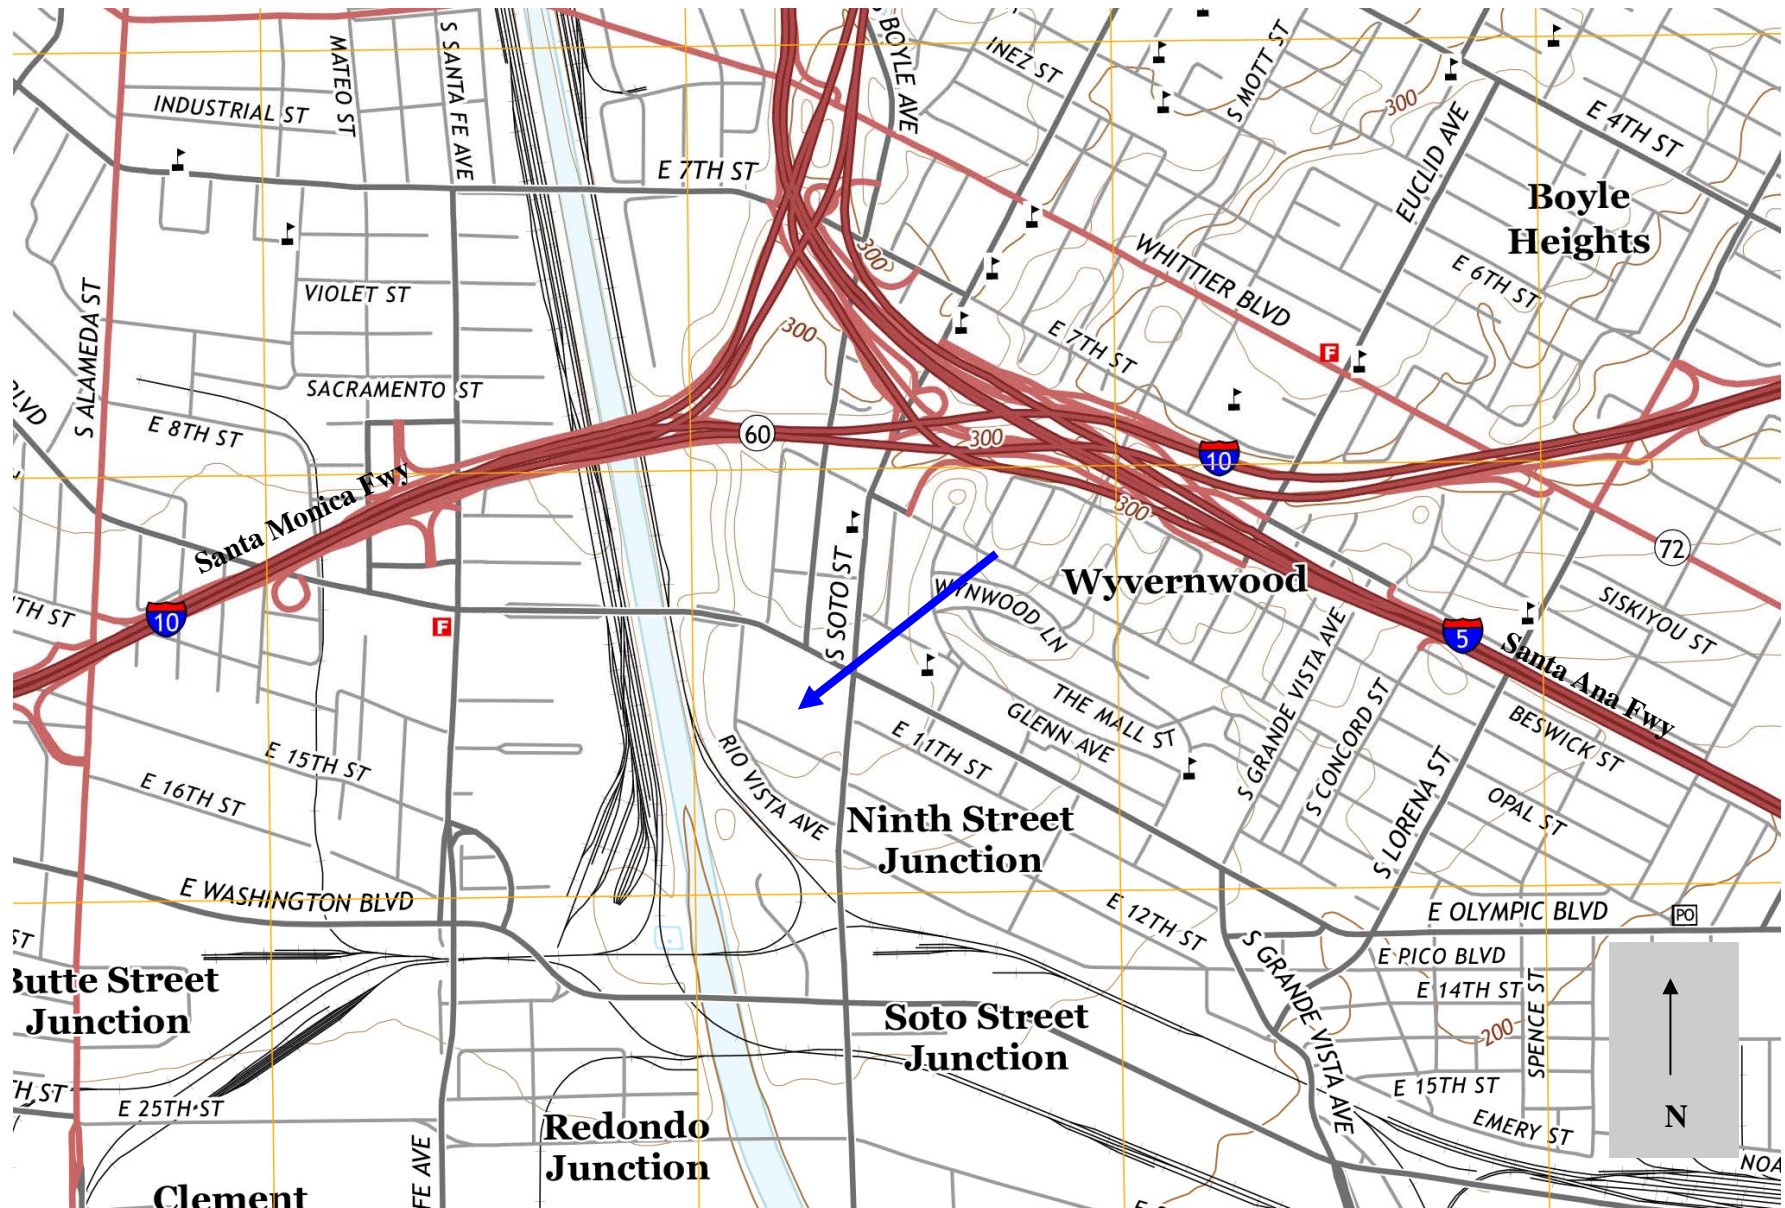 S BOYLE AVE
INEZ ST
S MOTT ST
MATEO ST
S SANTA FE AVE
INDUSTRIAL ST
300
EUCLID AVE
E 4TH ST
E 7TH ST
Boyle
Heights
WHITTIER BLVD
300
E 6TH ST
VIOLET ST
S ALAMEDA ST
300
E 7TH ST
F
SACRAMENTO ST
BLVD
E 8TH ST
60
300
10
Santa Monica Fwy
300
72
S SOTO ST
WYNWOOD LN
Wyvernwood
SISKIYOU ST
TH ST
10
F
5
Santa Ana Fwy
S GRANDE VISTA AVE
S CONCORD ST
THE MALL ST
GLENN AVE
BESWICK ST
E 11TH ST
RIO VISTA AVE
E 15TH ST
E 16TH ST
S LORENA ST
OPAL ST
Ninth Street
Junction
E WASHINGTON BLVD
E 12TH ST
E OLYMPIC BLVD
PO
ST
S GRANDE VISTA AVE
E PICO BLVD
Butte Street
Junction
E 14TH ST
SPENCE ST
Soto Street
Junction
200
TH ST
E 25TH ST
E 15TH ST
EMERY ST
N
Redondo
Junction
FE AVE
NOA
Clement